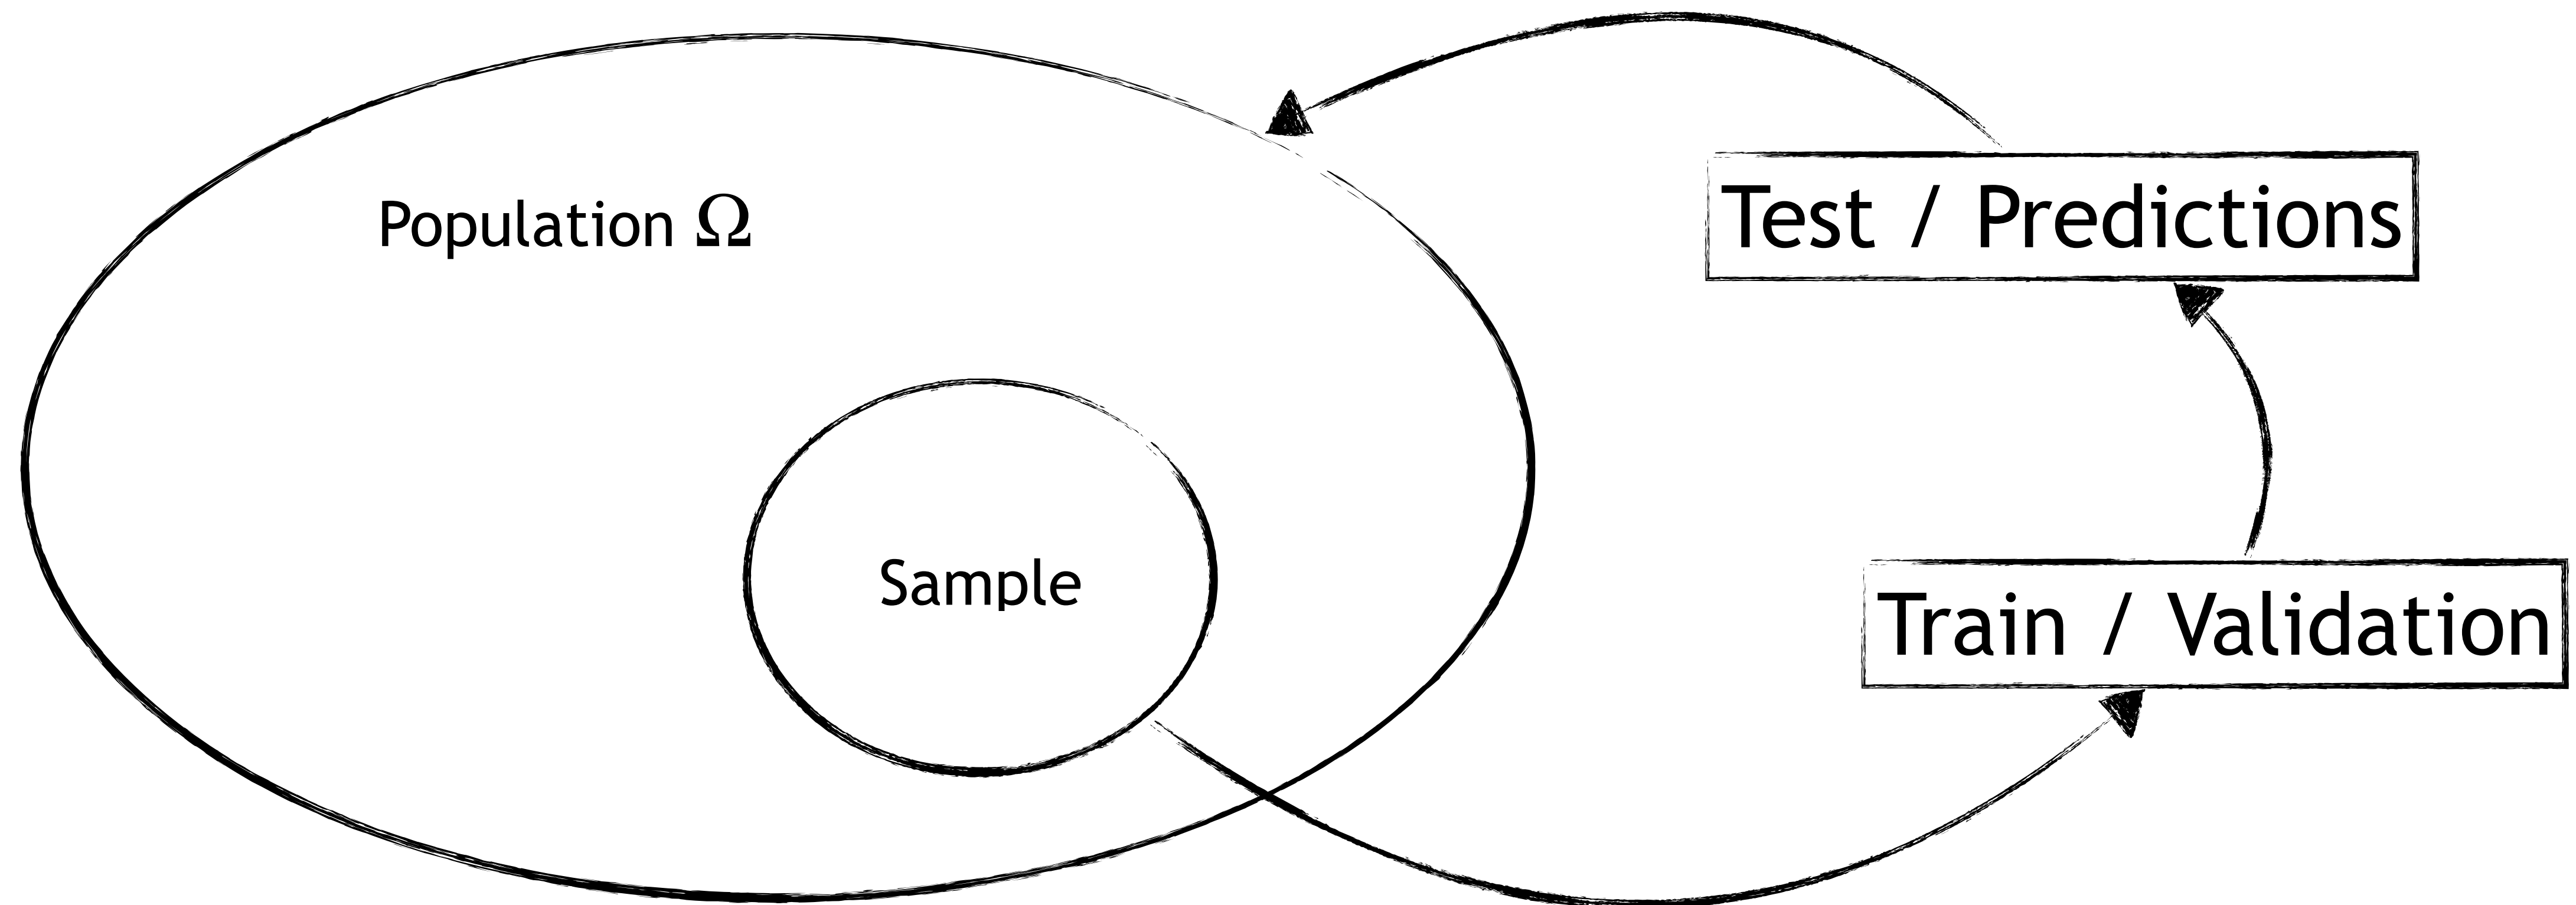 Population Ω
Test / Predictions
Sample
Train / Validation